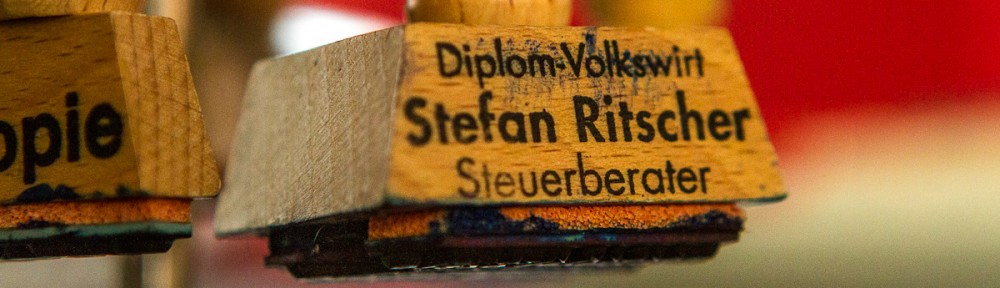 opie
Diplom-Volkswirt
Stefan Ritscher
Steuerberater